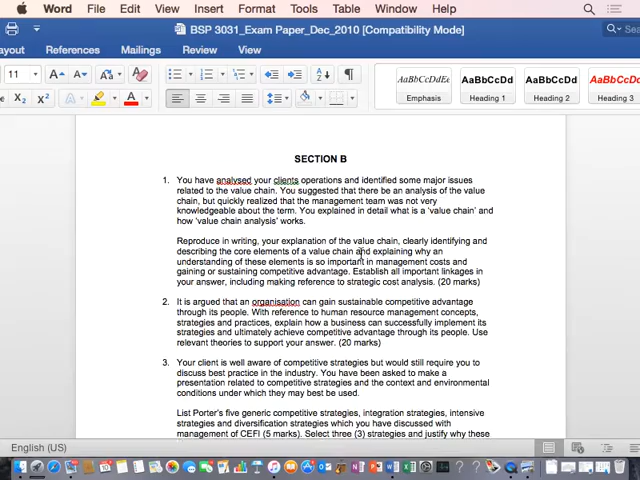 Word File Edit View Insert Format Tools Table Window Help
BSP 3031_Exam Paper_Dec_2010 [Compatibility Mode]
Sea
ayout References Mailings Review View
11 A A Aa A
AaBbCcDdEe AaBbCcDd AaBbCcDd AaBbCcDd
X₂ X² A A
Emphasis Heading 1 Heading 2 Heading 3
SECTION B
1. You have analysed your clients operations and identified some major issues
related to the value chain. You suggested that there be an analysis of the value
chain, but quickly realized that the management team was not very
knowledgeable about the term. You explained in detail what is a ‘value chain’ and
how ‘value chain analysis’ works.
Reproduce in writing, your explanation of the value chain, clearly identifying and
describing the core elements of a value chain and explaining why an
understanding of these elements is so important in management costs and
gaining or sustaining competitive advantage. Establish all important linkages in
your answer, including making reference to strategic cost analysis. (20 marks)
2. It is argued that an organisation can gain sustainable competitive advantage
through its people. With reference to human resource management concepts,
strategies and practices, explain how a business can successfully implement its
strategies and ultimately achieve competitive advantage through its people. Use
relevant theories to support your answer. (20 marks)
3. Your client is well aware of competitive strategies but would still require you to
discuss best practice in the industry. You have been asked to make a
presentation related to competitive strategies and the context and environmental
conditions under which they may best be used.
List Porter's five generic competitive strategies, integration strategies, intensive
strategies and diversification strategies which you have discussed with
management of CEFI (5 marks). Select three (3) strategies and justify why these
English (US)